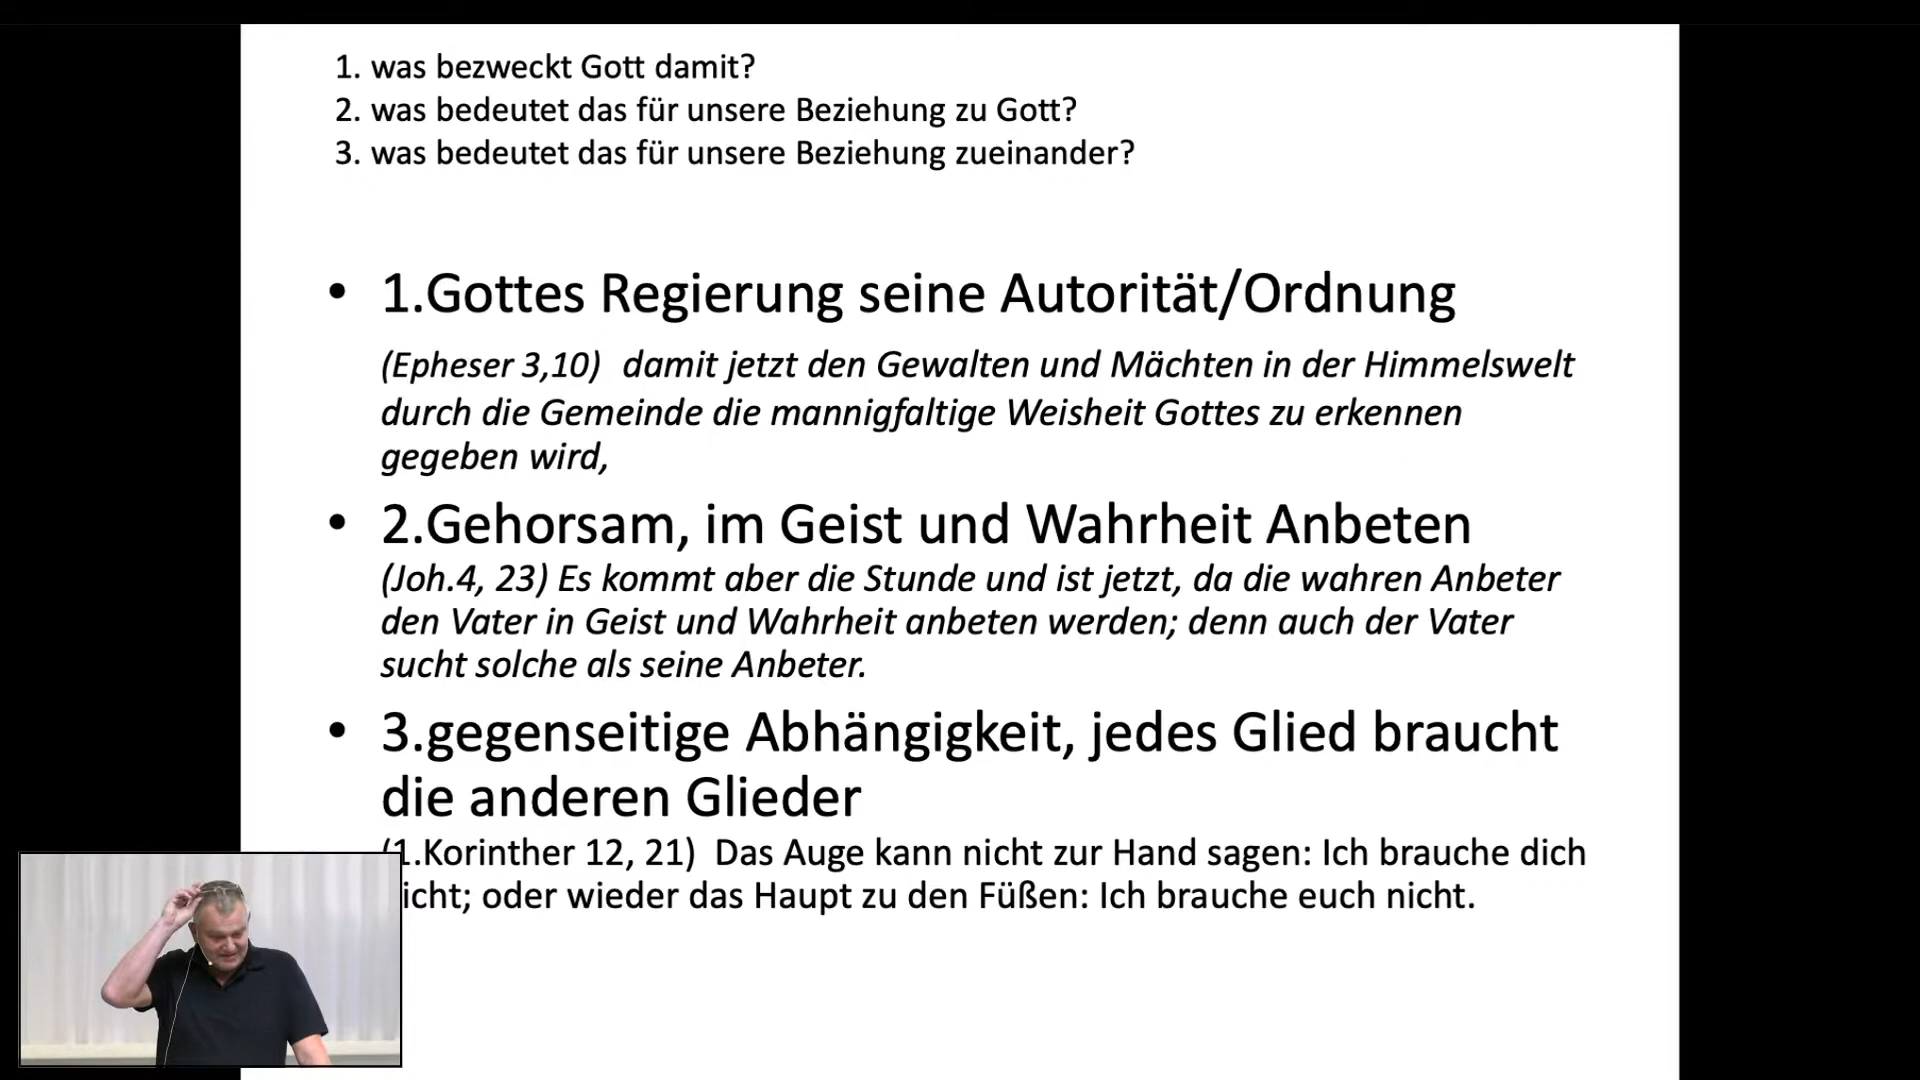 1. was bezweckt Gott damit?
2. was bedeutet das für unsere Beziehung zu Gott?
3. was bedeutet das für unsere Beziehung zueinander?
• 1.Gottes Regierung seine Autorität/Ordnung
(Epheser 3,10) damit jetzt den Gewalten und Mächten in der Himmelswelt
durch die Gemeinde die mannigfaltige Weisheit Gottes zu erkennen
gegeben wird,
• 2.Gehorsam, im Geist und Wahrheit Anbeten
(Joh.4, 23) Es kommt aber die Stunde und ist jetzt, da die wahren Anbeter
den Vater in Geist und Wahrheit anbeten werden; denn auch der Vater
sucht solche als seine Anbeter.
• 3.gegenseitige Abhängigkeit, jedes Glied braucht
die anderen Glieder
(1.Korinther 12, 21) Das Auge kann nicht zur Hand sagen: Ich brauche dich
icht; oder wieder das Haupt zu den Füßen: Ich brauche euch nicht.